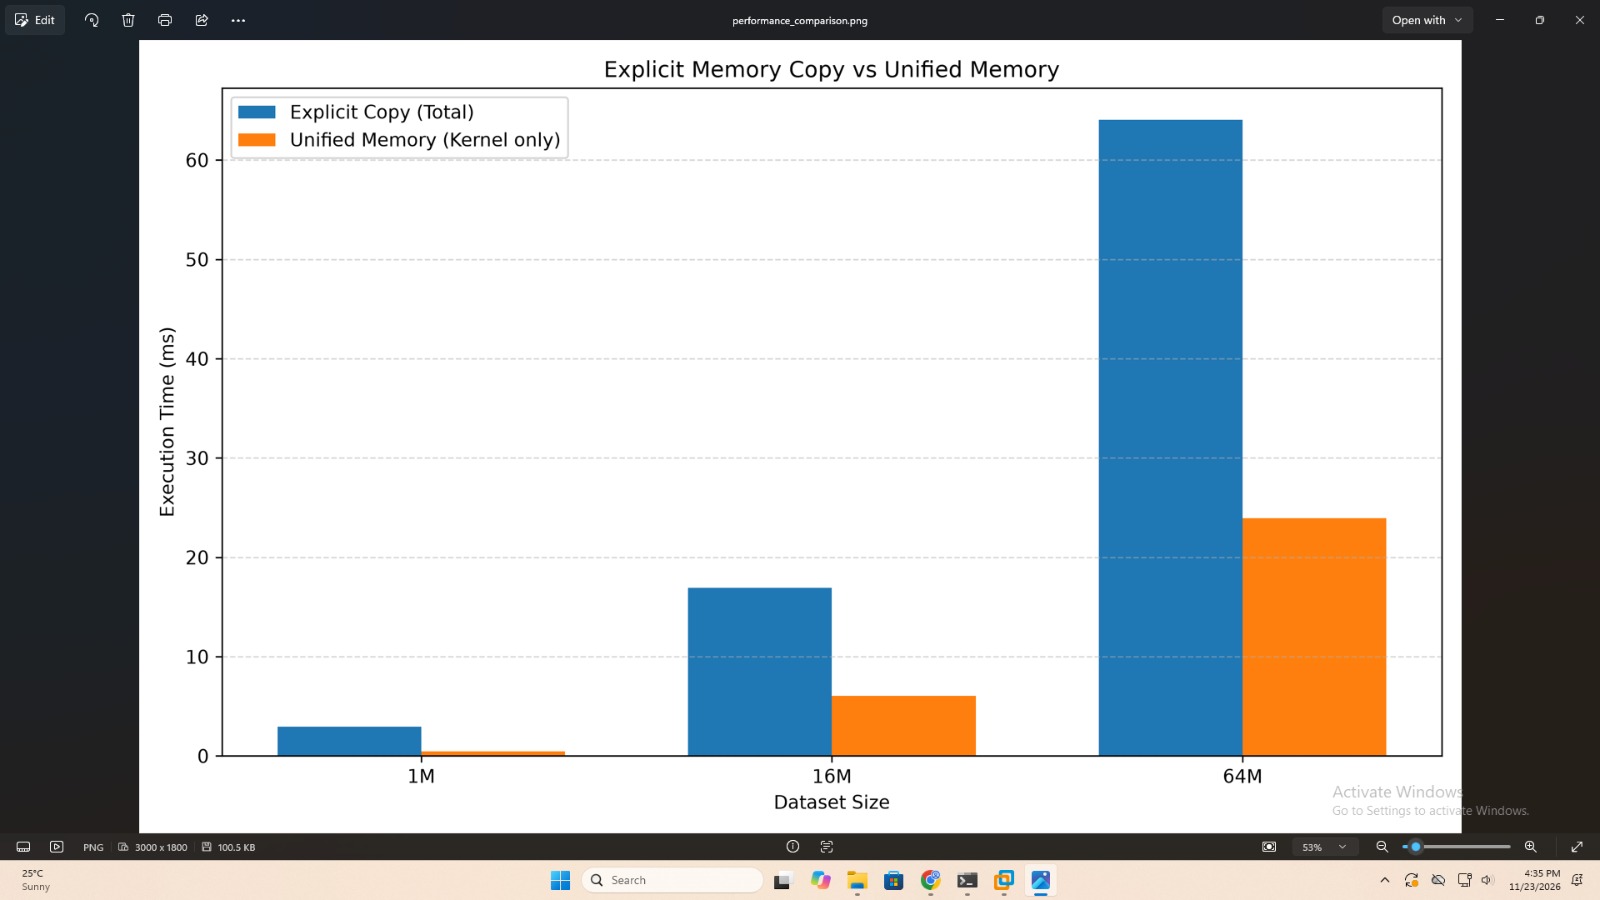 Edit
performance_comparison.png
Open with
Explicit Memory Copy vs Unified Memory
Explicit Copy (Total)
Unified Memory (Kernel only)
60
50
40
30
20
10
0
Execution Time (ms)
1M
16M
64M
Dataset Size
Activate Windows
Go to Settings to activate Windows.
PNG
3000 x 1800
100.5 KB
53%
25°C
Sunny
Search
4:35 PM
11/23/2026